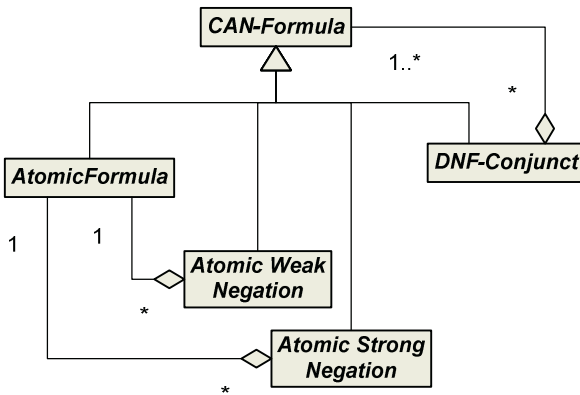 CAN-Formula
1..*
*
DNF-Conjunct
AtomicFormula
1
1
Atomic Weak
Negation
*
Atomic Strong
Negation
*